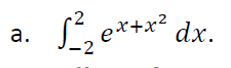 a. ∫_{-2}^{2} e^{x+x^2} dx.